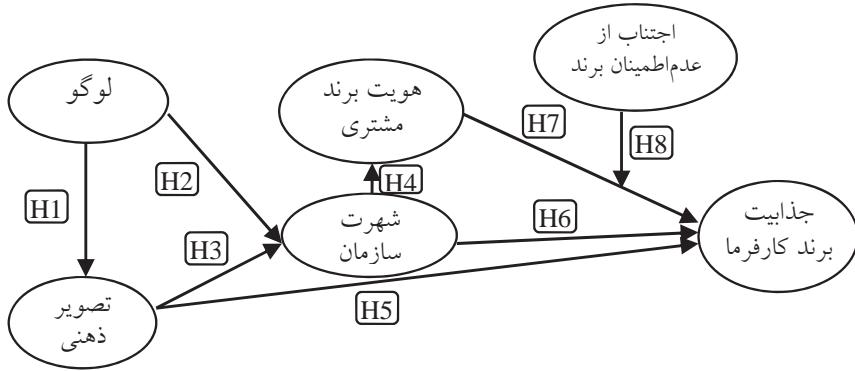 اجتناب از
عدم‌اطمینان برند
لوگو
هویت برند
مشتری
H7
H8
H2
H4
H1
شهرت
سازمان
H6
جذابیت
برند کارفرما
H3
تصویر
ذهنی
H5